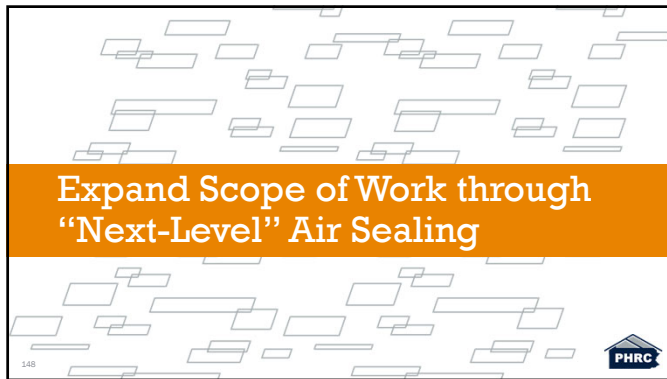 Expand Scope of Work through
“Next-Level” Air Sealing
148
PHRC